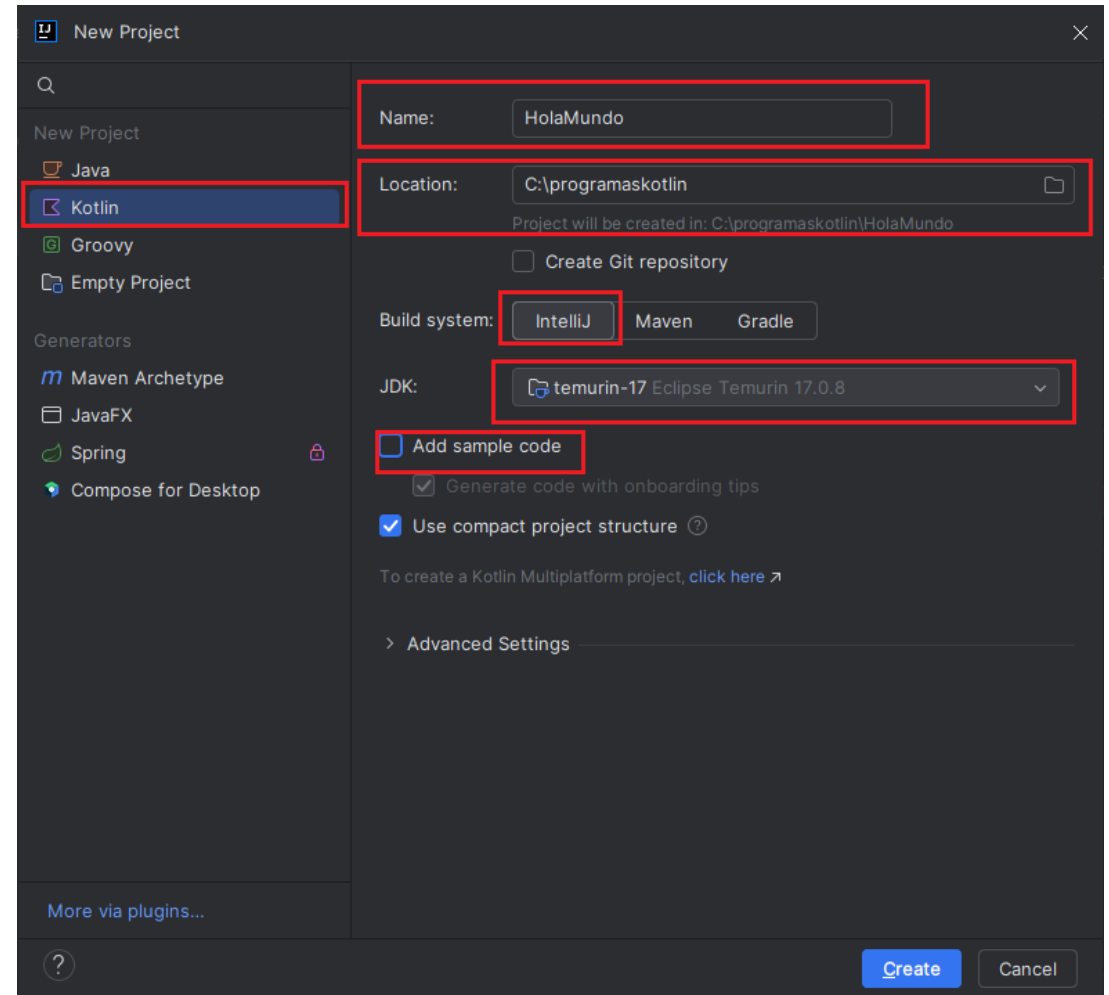 New Project
New Project
Java
Kotlin
Groovy
Empty Project
Generators
Maven Archetype
JavaFX
Spring
Compose for Desktop
More via plugins...
Name: HolaMundo
Location: C:\programaskotlin
Project will be created in: C:\programaskotlin\HolaMundo
Create Git repository
Build system: IntelliJ Maven Gradle
JDK: temurin-17 Eclipse Temurin 17.0.8
Add sample code
Generate code with onboarding tips
Use compact project structure
To create a Kotlin Multiplatform project, click here ↗
Advanced Settings
Create Cancel